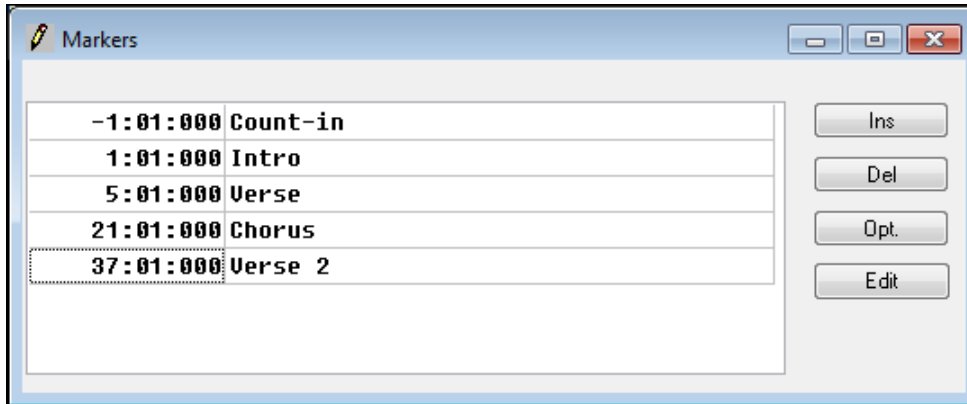 Markers
-1:01:000 Count-in
1:01:000 Intro
5:01:000 Verse
21:01:000 Chorus
37:01:000 Verse 2
Ins
Del
Opt.
Edit